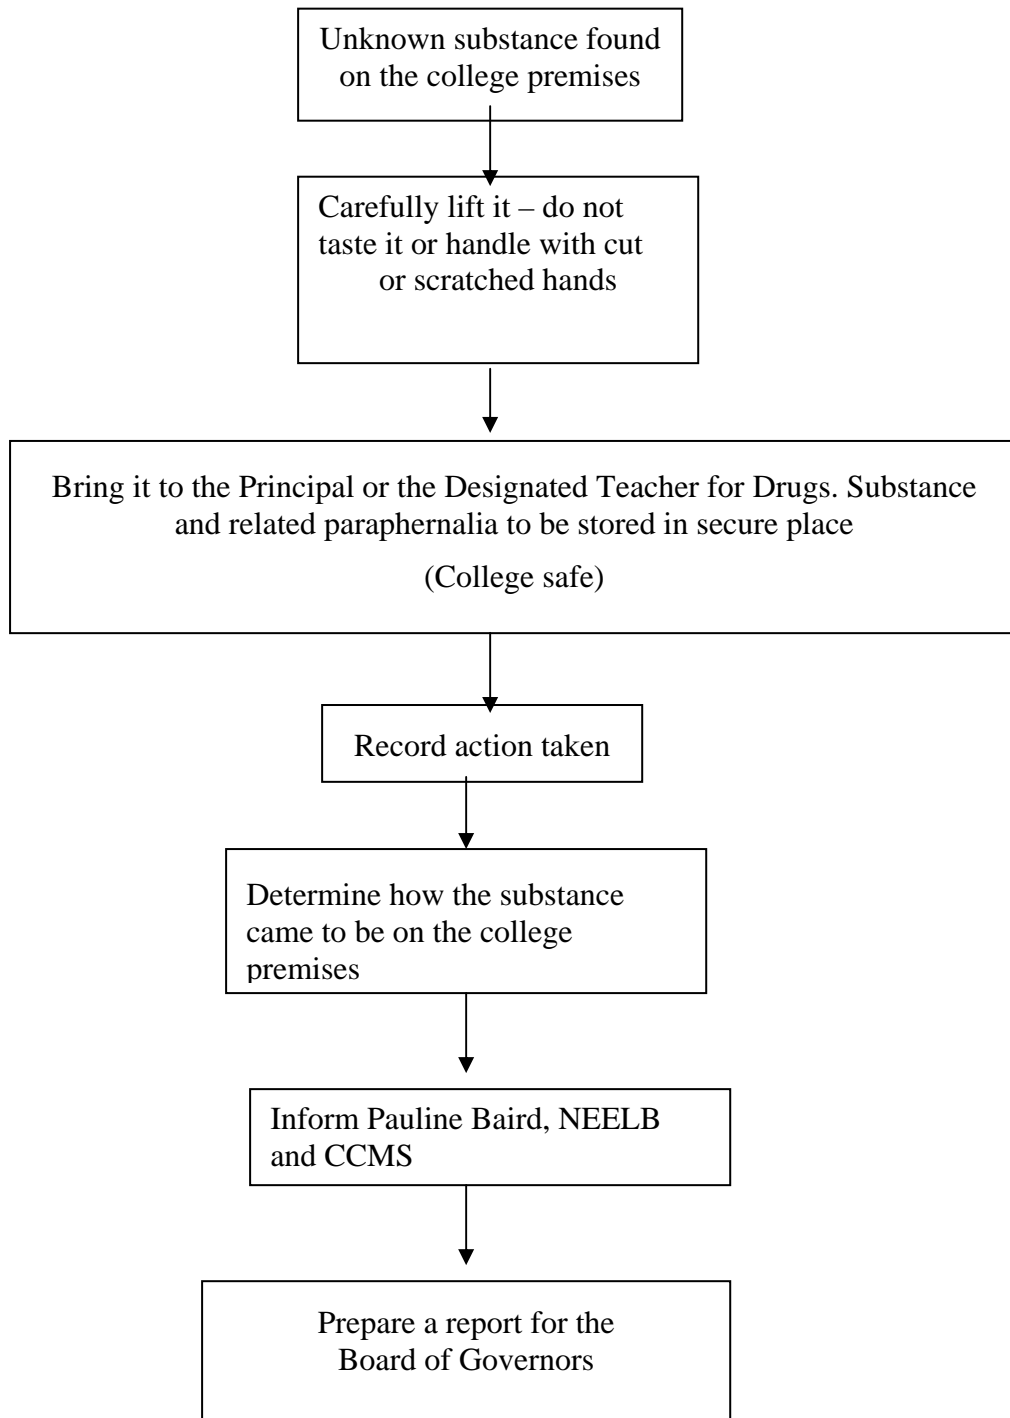 Unknown substance found
on the college premises
Carefully lift it – do not
taste it or handle with cut
or scratched hands
Bring it to the Principal or the Designated Teacher for Drugs. Substance
and related paraphernalia to be stored in secure place
(College safe)
Record action taken
Determine how the substance
came to be on the college
premises
Inform Pauline Baird, NEELB
and CCMS
Prepare a report for the
Board of Governors